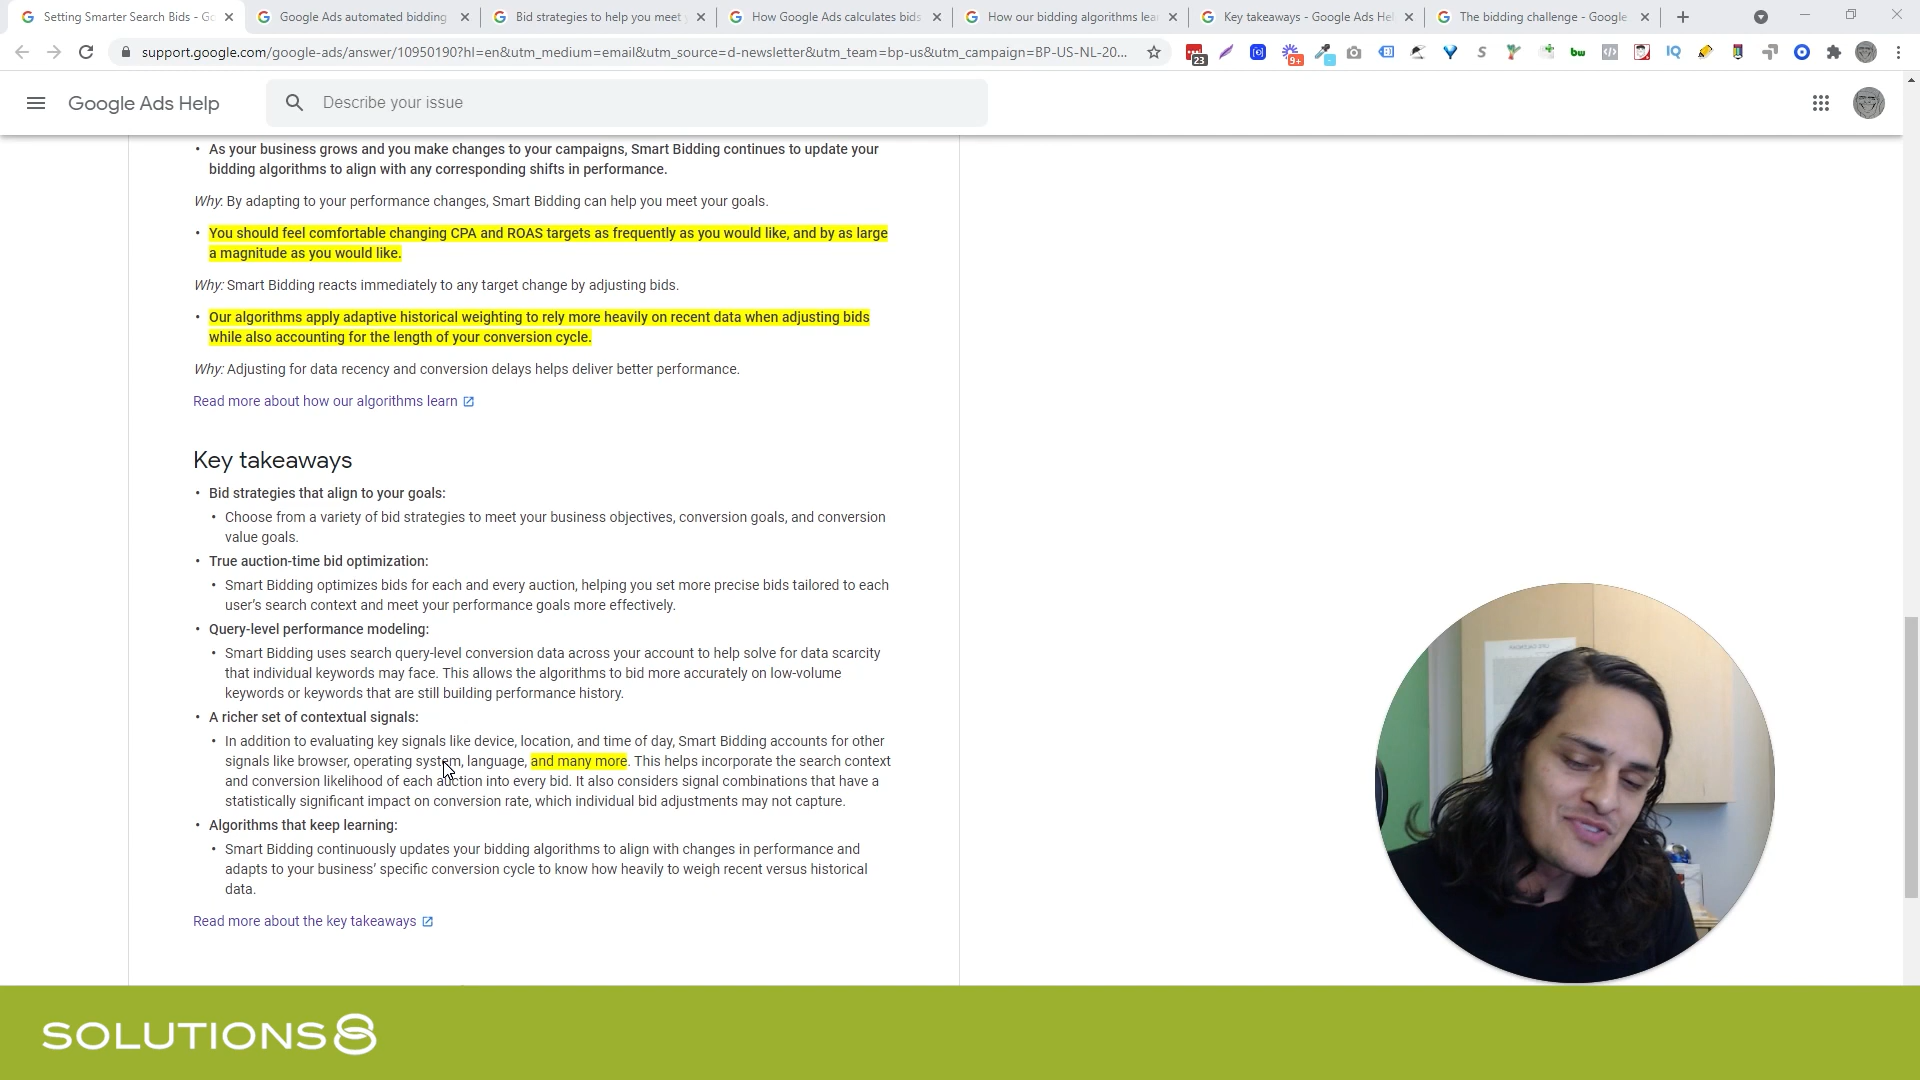 Setting Smarter Search Bids - Go
Google Ads automated bidding
Bid strategies to help you meet
How Google Ads calculates bids
How our bidding algorithms lea
Key takeaways - Google Ads Hel
The bidding challenge - Google
support.google.com/google-ads/answer/10950190?hl=en&utm_medium=email&utm_source=d-newsletter&utm_team=bp-us&utm_campaign=BP-US-NL-20...
23
9+
S
bw
IQ
Google Ads Help
Describe your issue
• As your business grows and you make changes to your campaigns, Smart Bidding continues to update your
bidding algorithms to align with any corresponding shifts in performance.
Why: By adapting to your performance changes, Smart Bidding can help you meet your goals.
• You should feel comfortable changing CPA and ROAS targets as frequently as you would like, and by as large
a magnitude as you would like.
Why: Smart Bidding reacts immediately to any target change by adjusting bids.
• Our algorithms apply adaptive historical weighting to rely more heavily on recent data when adjusting bids
while also accounting for the length of your conversion cycle.
Why: Adjusting for data recency and conversion delays helps deliver better performance.
Read more about how our algorithms learn
Key takeaways
• Bid strategies that align to your goals:
• Choose from a variety of bid strategies to meet your business objectives, conversion goals, and conversion
value goals.
• True auction-time bid optimization:
• Smart Bidding optimizes bids for each and every auction, helping you set more precise bids tailored to each
user's search context and meet your performance goals more effectively.
• Query-level performance modeling:
• Smart Bidding uses search query-level conversion data across your account to help solve for data scarcity
that individual keywords may face. This allows the algorithms to bid more accurately on low-volume
keywords or keywords that are still building performance history.
• A richer set of contextual signals:
• In addition to evaluating key signals like device, location, and time of day, Smart Bidding accounts for other
signals like browser, operating system, language, and many more. This helps incorporate the search context
and conversion likelihood of each auction into every bid. It also considers signal combinations that have a
statistically significant impact on conversion rate, which individual bid adjustments may not capture.
• Algorithms that keep learning:
• Smart Bidding continuously updates your bidding algorithms to align with changes in performance and
adapts to your business' specific conversion cycle to know how heavily to weigh recent versus historical
data.
Read more about the key takeaways
SOLUTIONS8